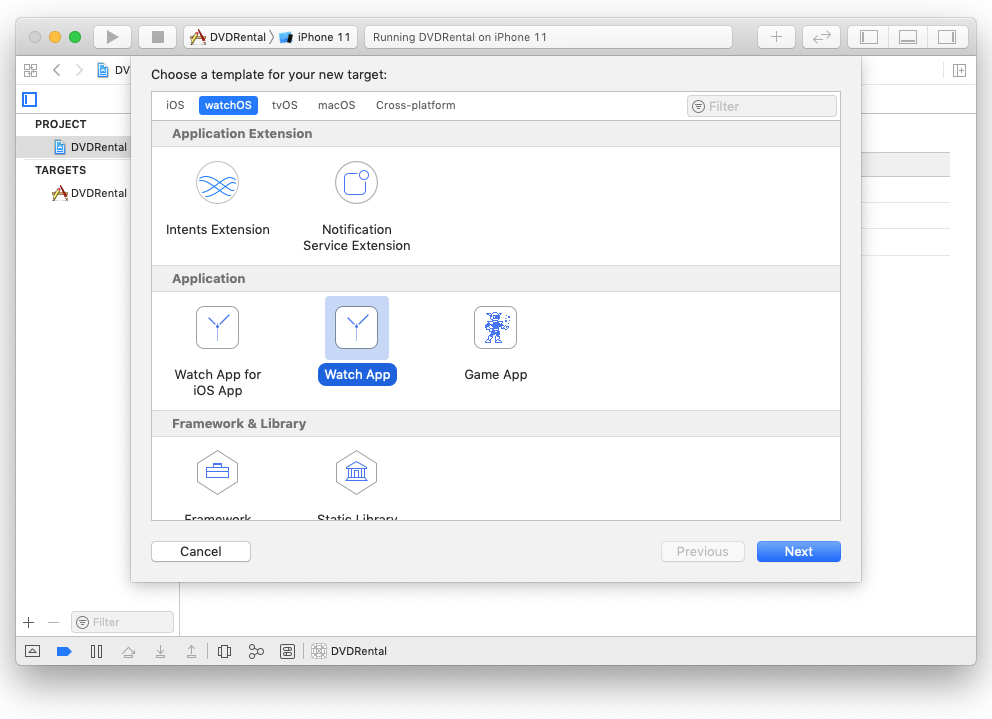 DVDRental 〉 iPhone 11
Running DVDRental on iPhone 11
DV
Choose a template for your new target:
iOS watchOS tvOS macOS Cross-platform
Filter
PROJECT
DVDRental
TARGETS
DVDRental
Application Extension
Intents Extension
Notification
Service Extension
Application
Watch App for
iOS App
Watch App
Game App
Framework & Library
Framework
Static Library
Cancel
Previous
Next
Filter
DVDRental